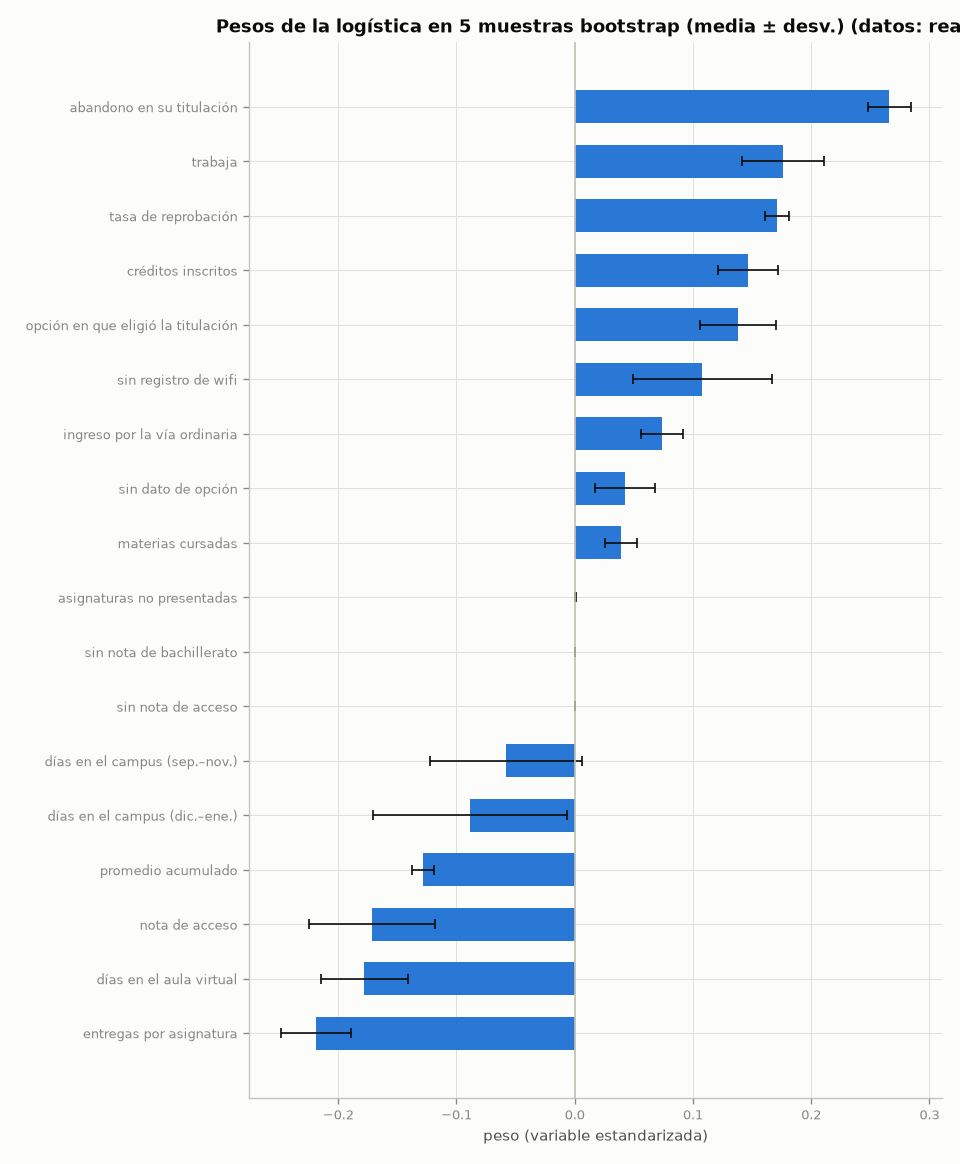 Pesos de la logística en 5 muestras bootstrap (media ± desv.) (datos: rea
abandono en su titulación
trabaja
tasa de reprobación
créditos inscritos
opción en que eligió la titulación
sin registro de wifi
ingreso por la vía ordinaria
sin dato de opción
materias cursadas
asignaturas no presentadas
sin nota de bachillerato
sin nota de acceso
días en el campus (sep.–nov.)
días en el campus (dic.–ene.)
promedio acumulado
nota de acceso
días en el aula virtual
entregas por asignatura
−0.2 −0.1 0.0 0.1 0.2 0.3
peso (variable estandarizada)